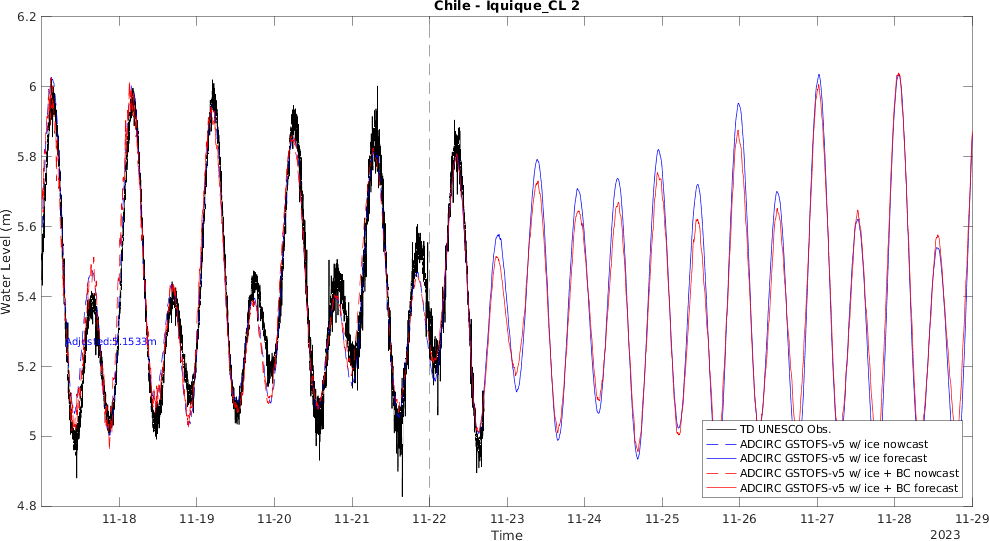 Chile - Iquique_CL 2
6.2
6
5.8
5.6
5.4
5.2
5
4.8
Water Level (m)
Adjusted:5.1533m
TD UNESCO Obs.
ADCIRC GSTOFS-v5 w/ ice nowcast
ADCIRC GSTOFS-v5 w/ ice forecast
ADCIRC GSTOFS-v5 w/ ice + BC nowcast
ADCIRC GSTOFS-v5 w/ ice + BC forecast
11-18 11-19 11-20 11-21 11-22 11-23 11-24 11-25 11-26 11-27 11-28 11-29
Time
2023